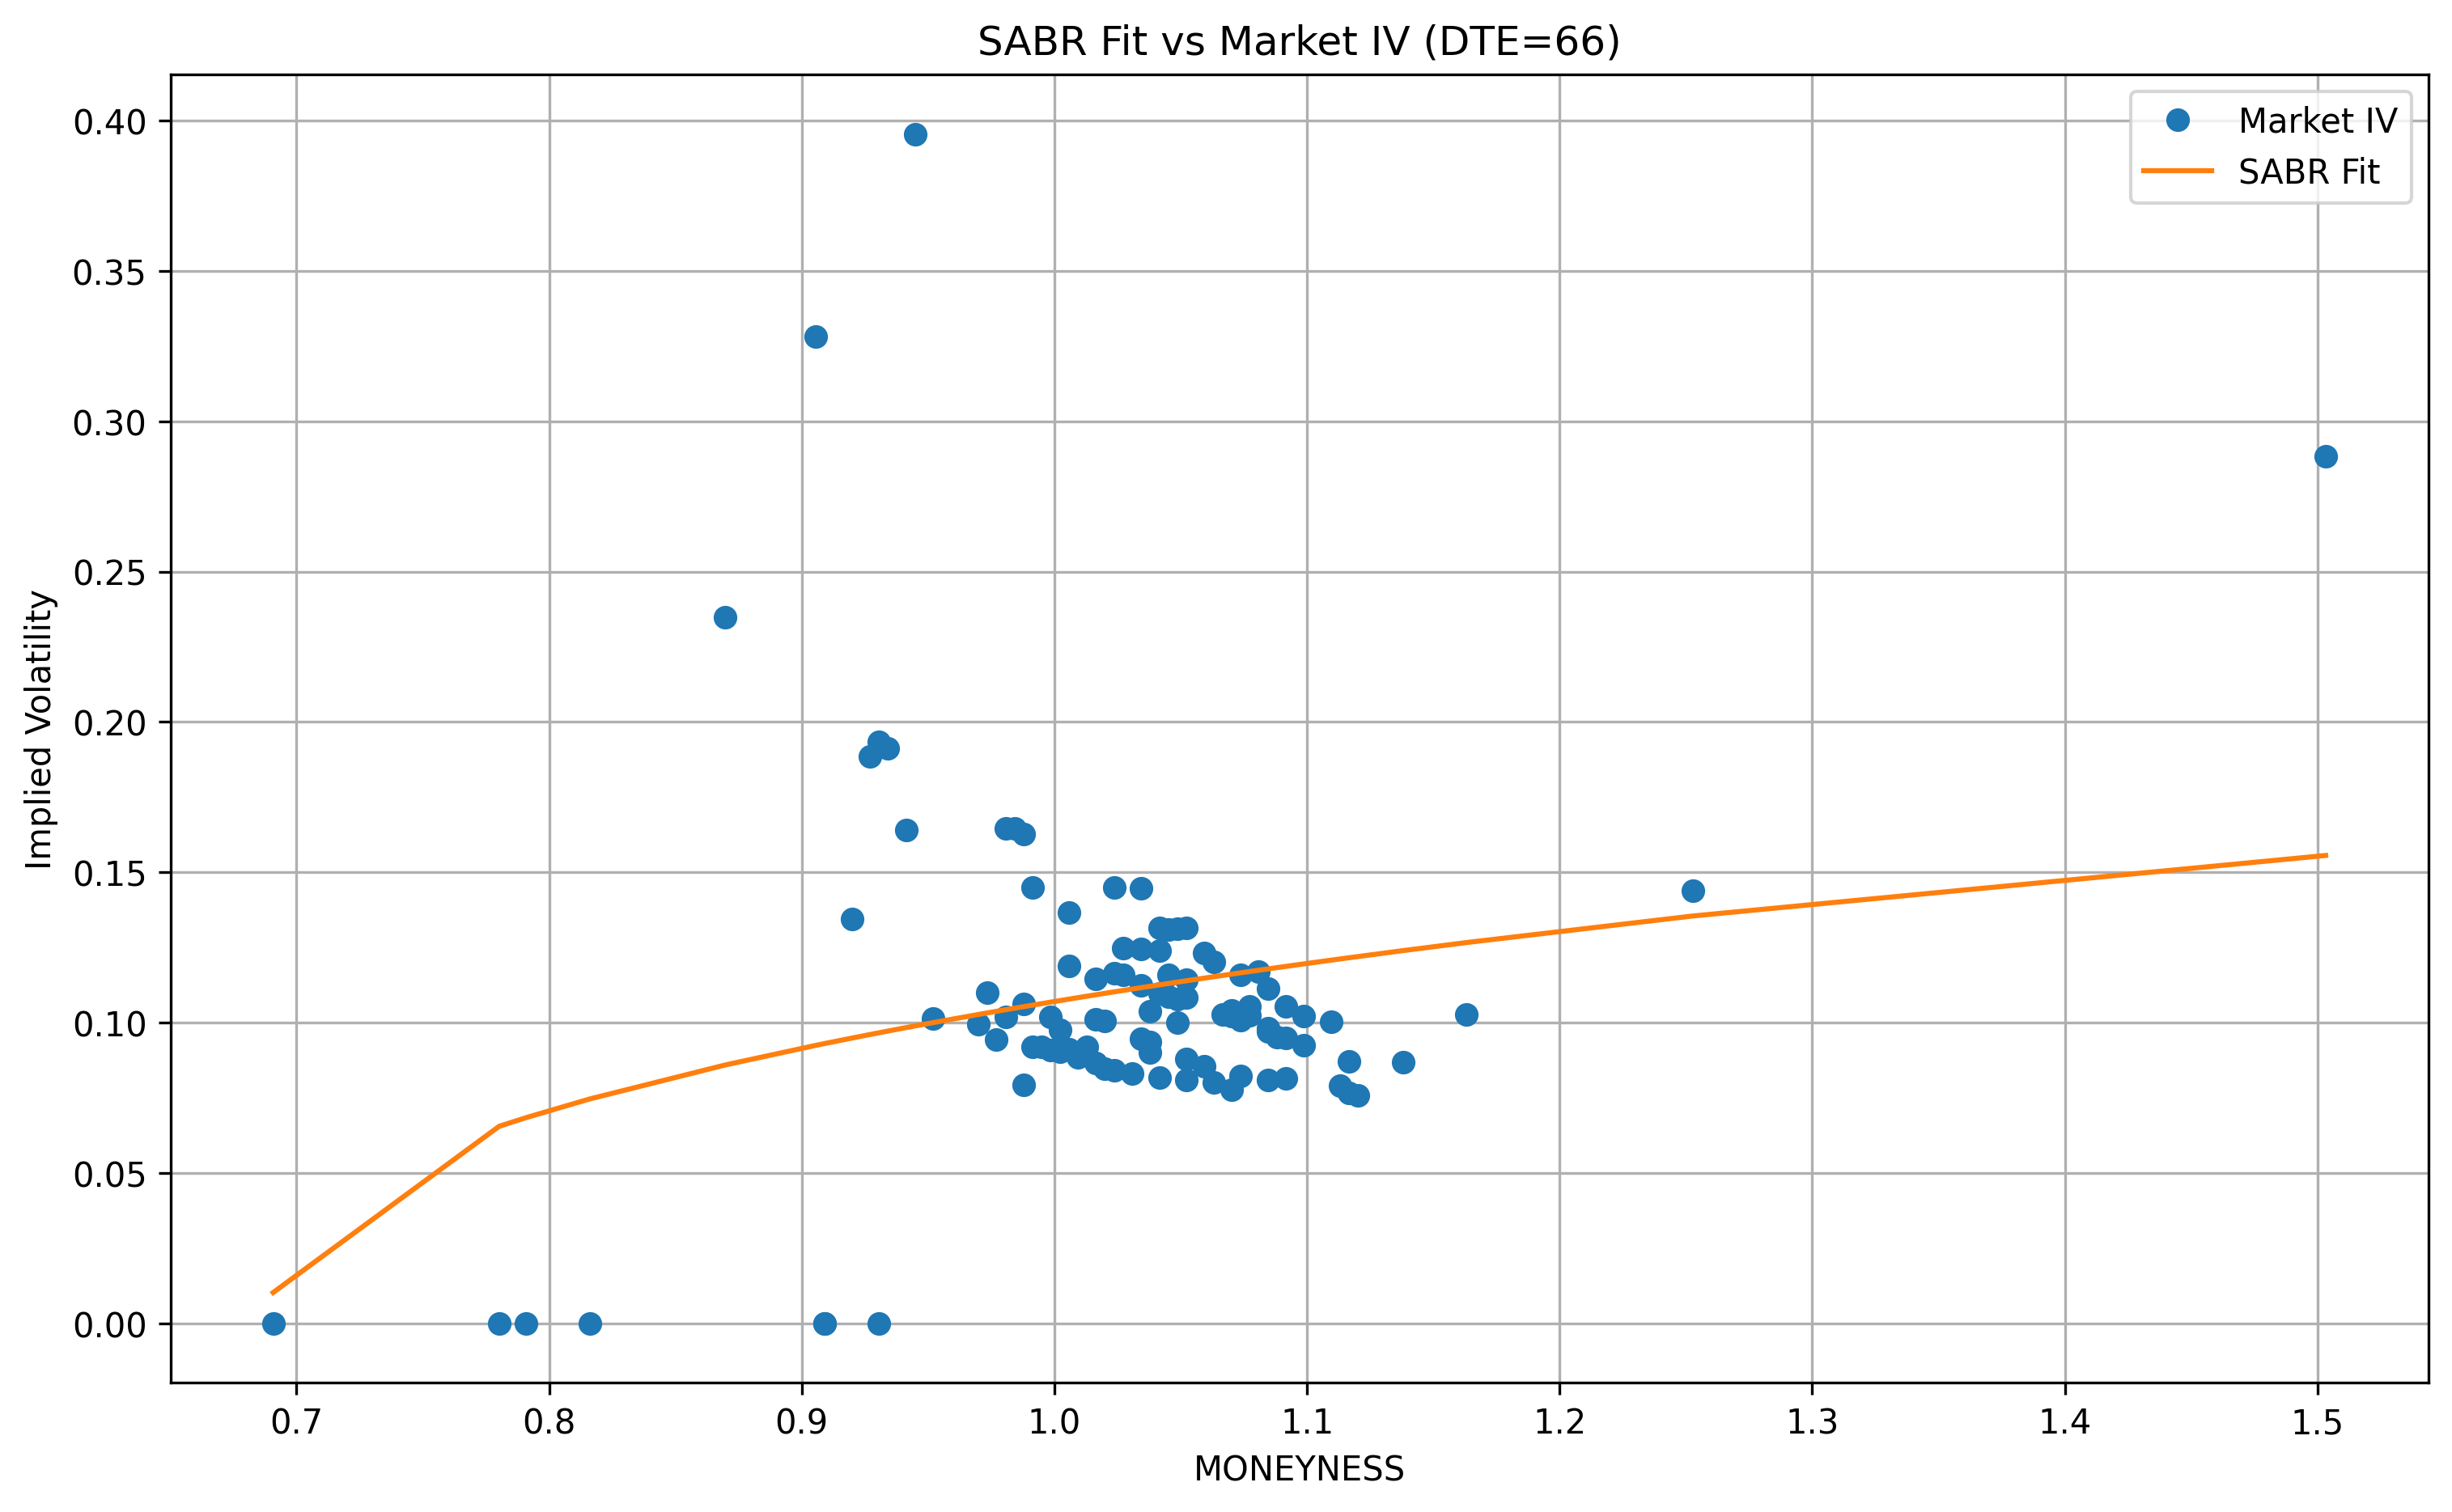 SABR Fit vs Market IV (DTE=66)
Market IV
SABR Fit
Implied Volatility
0.40
0.35
0.30
0.25
0.20
0.15
0.10
0.05
0.00
0.7 0.8 0.9 1.0 1.1 1.2 1.3 1.4 1.5
MONEYNESS